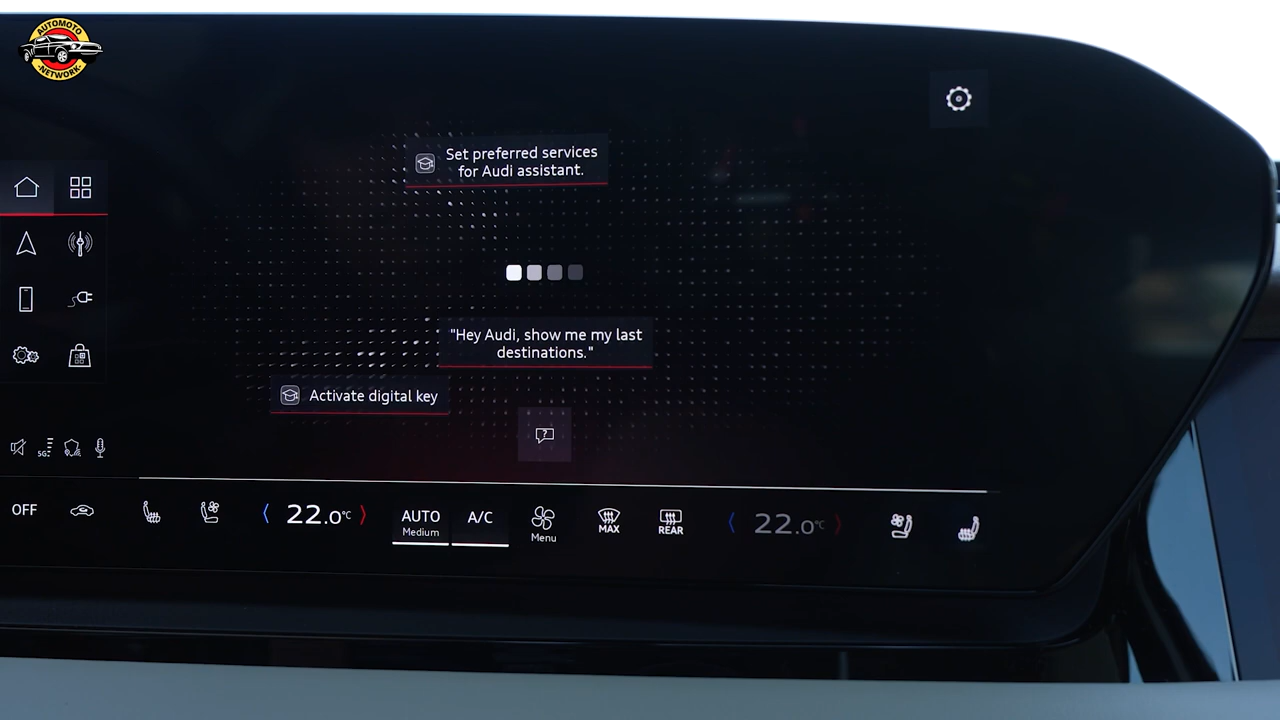 AUTOMOTO
NETWORK
Set preferred services
for Audi assistant.
"Hey Audi, show me my last
destinations."
Activate digital key
5G
OFF
22.0°C
AUTO
Medium
A/C
Menu
MAX
REAR
22.0°C